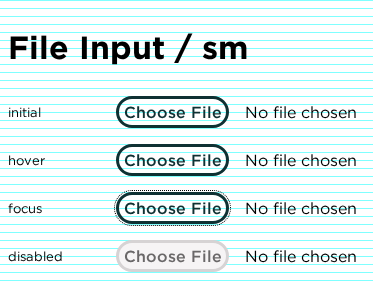 File Input / sm
initial Choose File No file chosen
hover Choose File No file chosen
focus Choose File No file chosen
disabled Choose File No file chosen